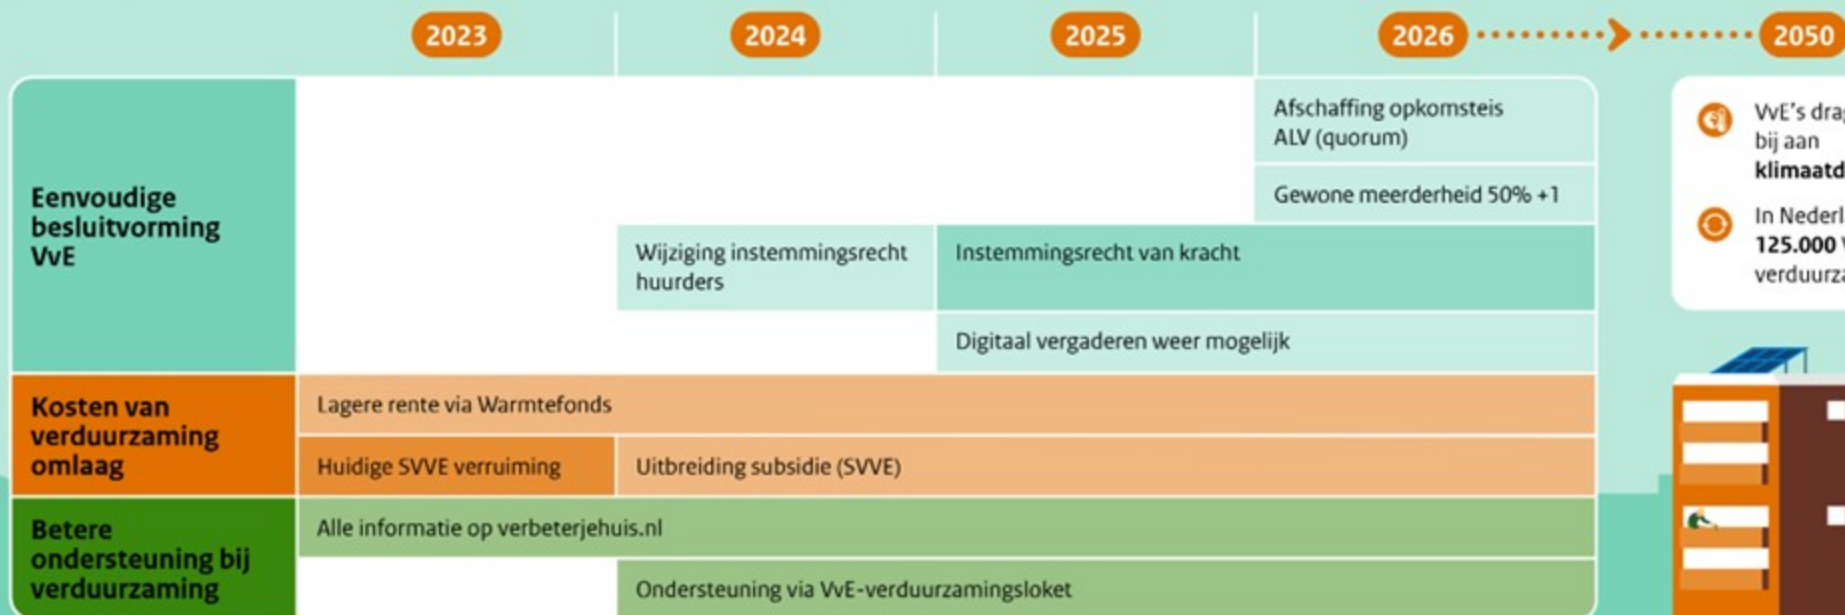 2023
2024
2025
2026
2050
Eenvoudige
besluitvorming
VvE
Afschaffing opkomsteis
ALV (quorum)
Gewone meerderheid 50% +1
Wijziging instemmingsrecht
huurders
Instemmingsrecht van kracht
Digitaal vergaderen weer mogelijk
Kosten van
verduurzaming
omlaag
Lagere rente via Warmtefonds
Huidige SVVE verruiming
Uitbreiding subsidie (SVVE)
Betere
ondersteuning bij
verduurzaming
Alle informatie op verbeterjehuis.nl
Ondersteuning via VvE-verduurzamingsloket
VvE's
bij aan
In
125.000